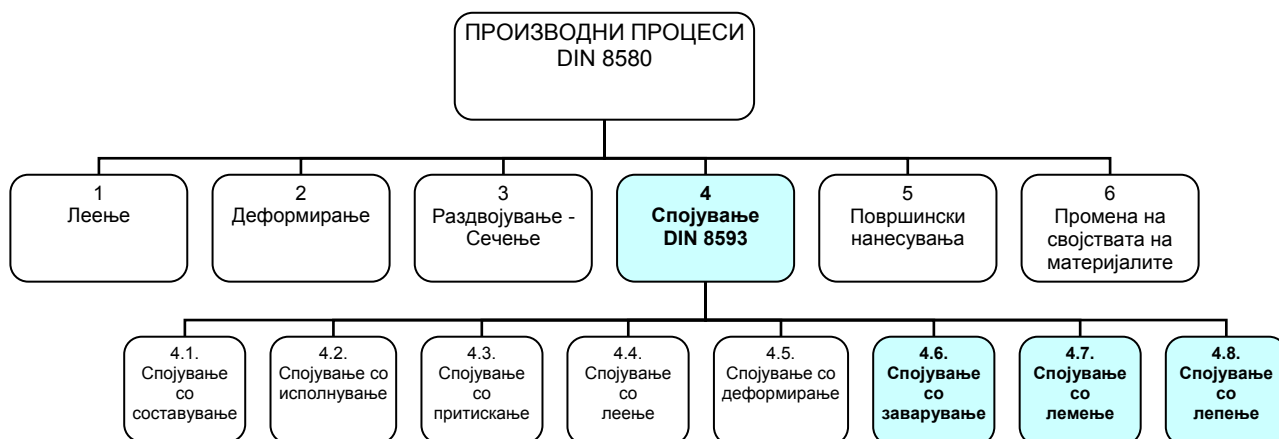 ПРОИЗВОДНИ ПРОЦЕСИ
DIN 8580
1
Леење
2
Деформирање
3
Раздвојување -
Сечење
4
Спојување
DIN 8593
5
Површински
нанесувања
6
Промена на
својствата на
материјалите
4.1.
Спојување
со
составување
4.2.
Спојување со
исполнување
4.3.
Спојување
со
притискање
4.4.
Спојување
со
леење
4.5.
Спојување со
деформирање
4.6.
Спојување
со
заварување
4.7.
Спојување
со
лемење
4.8.
Спојување
со
лепење